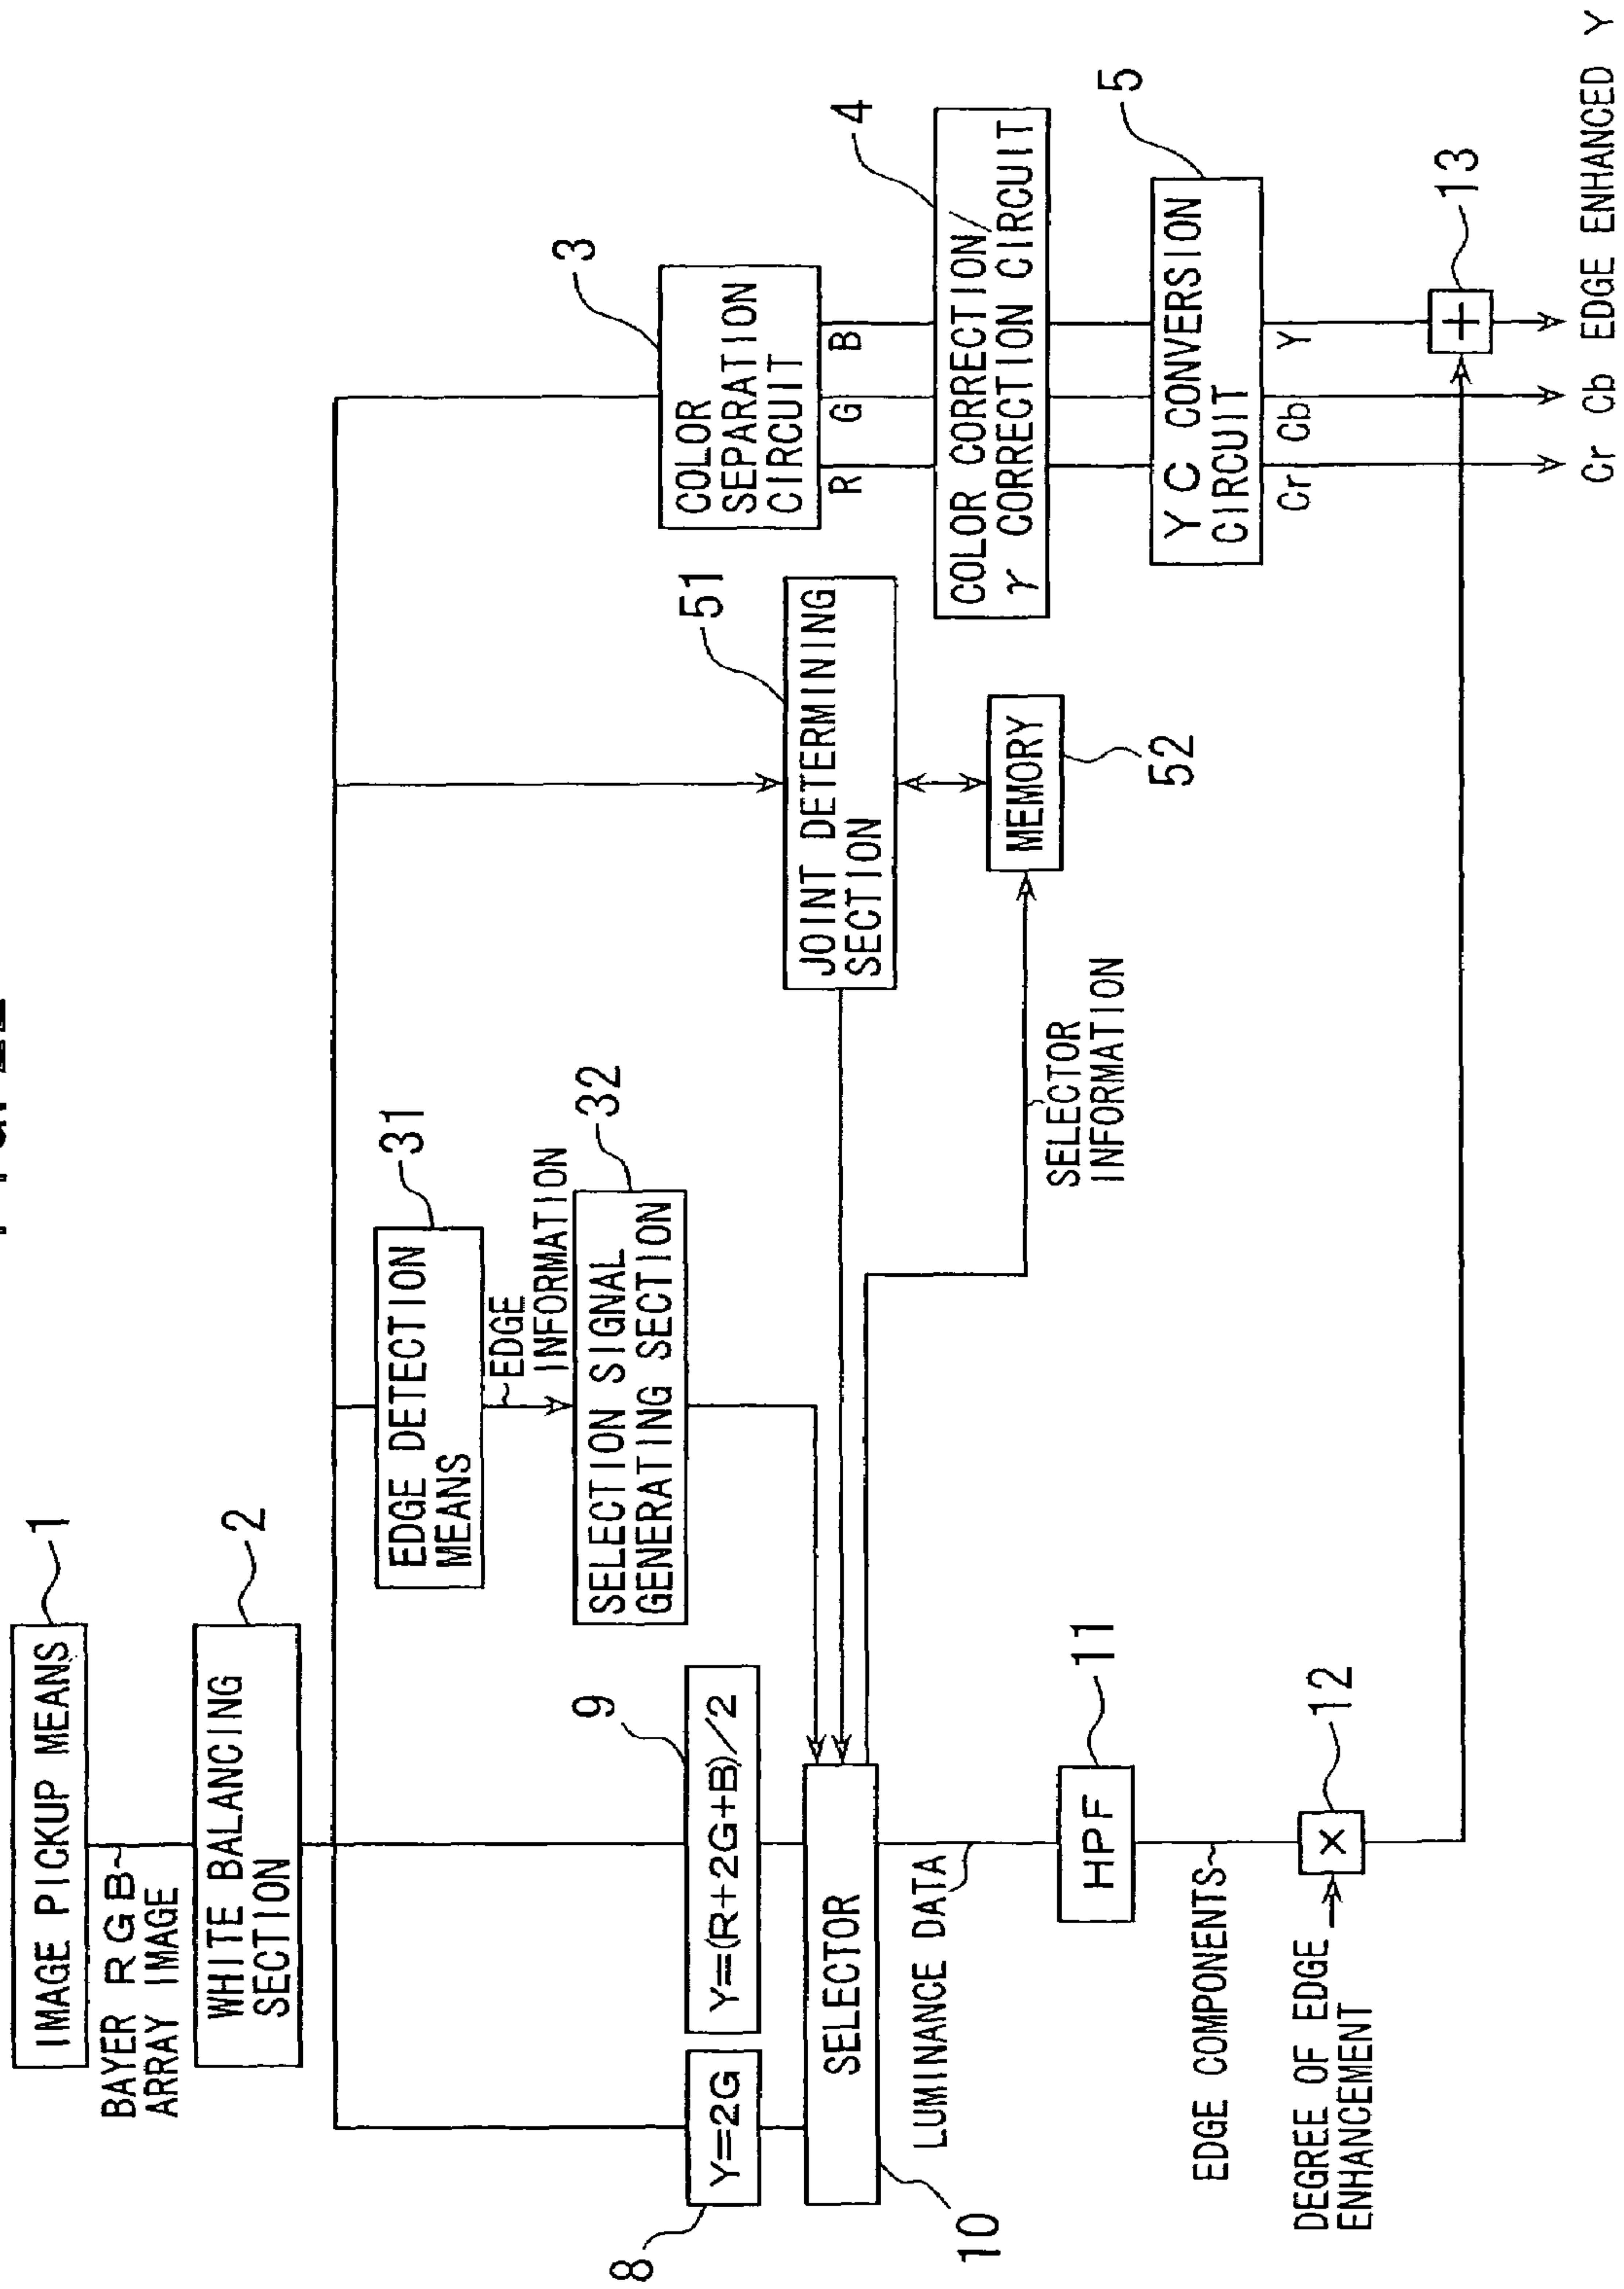 1
IMAGE PICKUP MEANS
BAYER RGB
ARRAY IMAGE
2
WHITE BALANCING
SECTION
31
EDGE DETECTION
MEANS
EDGE
INFORMATION
32
SELECTION SIGNAL
GENERATING SECTION
3
COLOR
SEPARATION
CIRCUIT
R G B
51
JOINT DETERMINING
SECTION
4
COLOR CORRECTION/
γ CORRECTION CIRCUIT
8
Y=2G
9
Y=(R+2G+B)/2
SELECTOR
10
MEMORY
52
SELECTOR
INFORMATION
5
Y C CONVERSION
CIRCUIT
Cr Cb Y
LUMINANCE DATA
11
HPF
EDGE COMPONENTS
12
×
DEGREE OF EDGE
ENHANCEMENT
13
+
Cr Cb EDGE ENHANCED Y